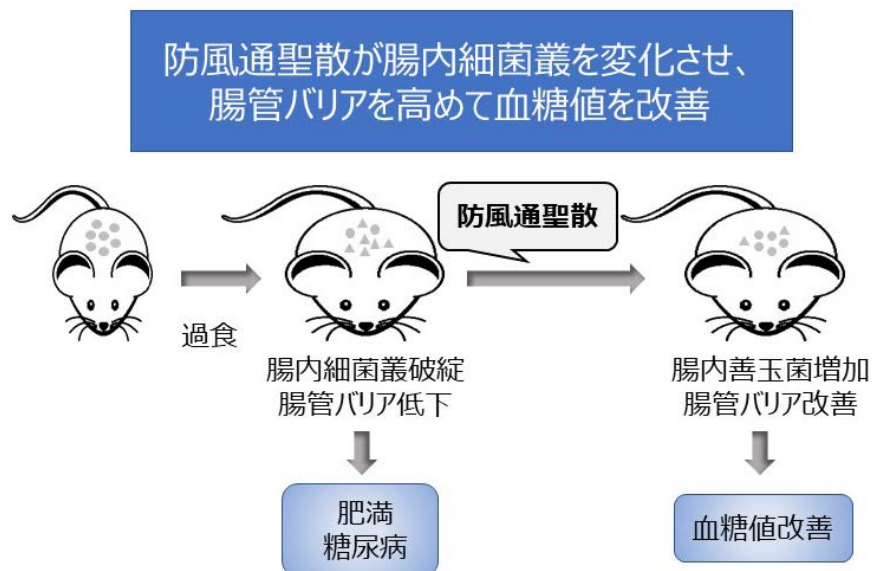 防風通聖散が腸内細菌叢を変化させ、
腸管バリアを高めて血糖値を改善
防風通聖散
過食
腸内細菌叢破綻
腸管バリア低下
腸内善玉菌増加
腸管バリア改善
肥満
糖尿病
血糖値改善